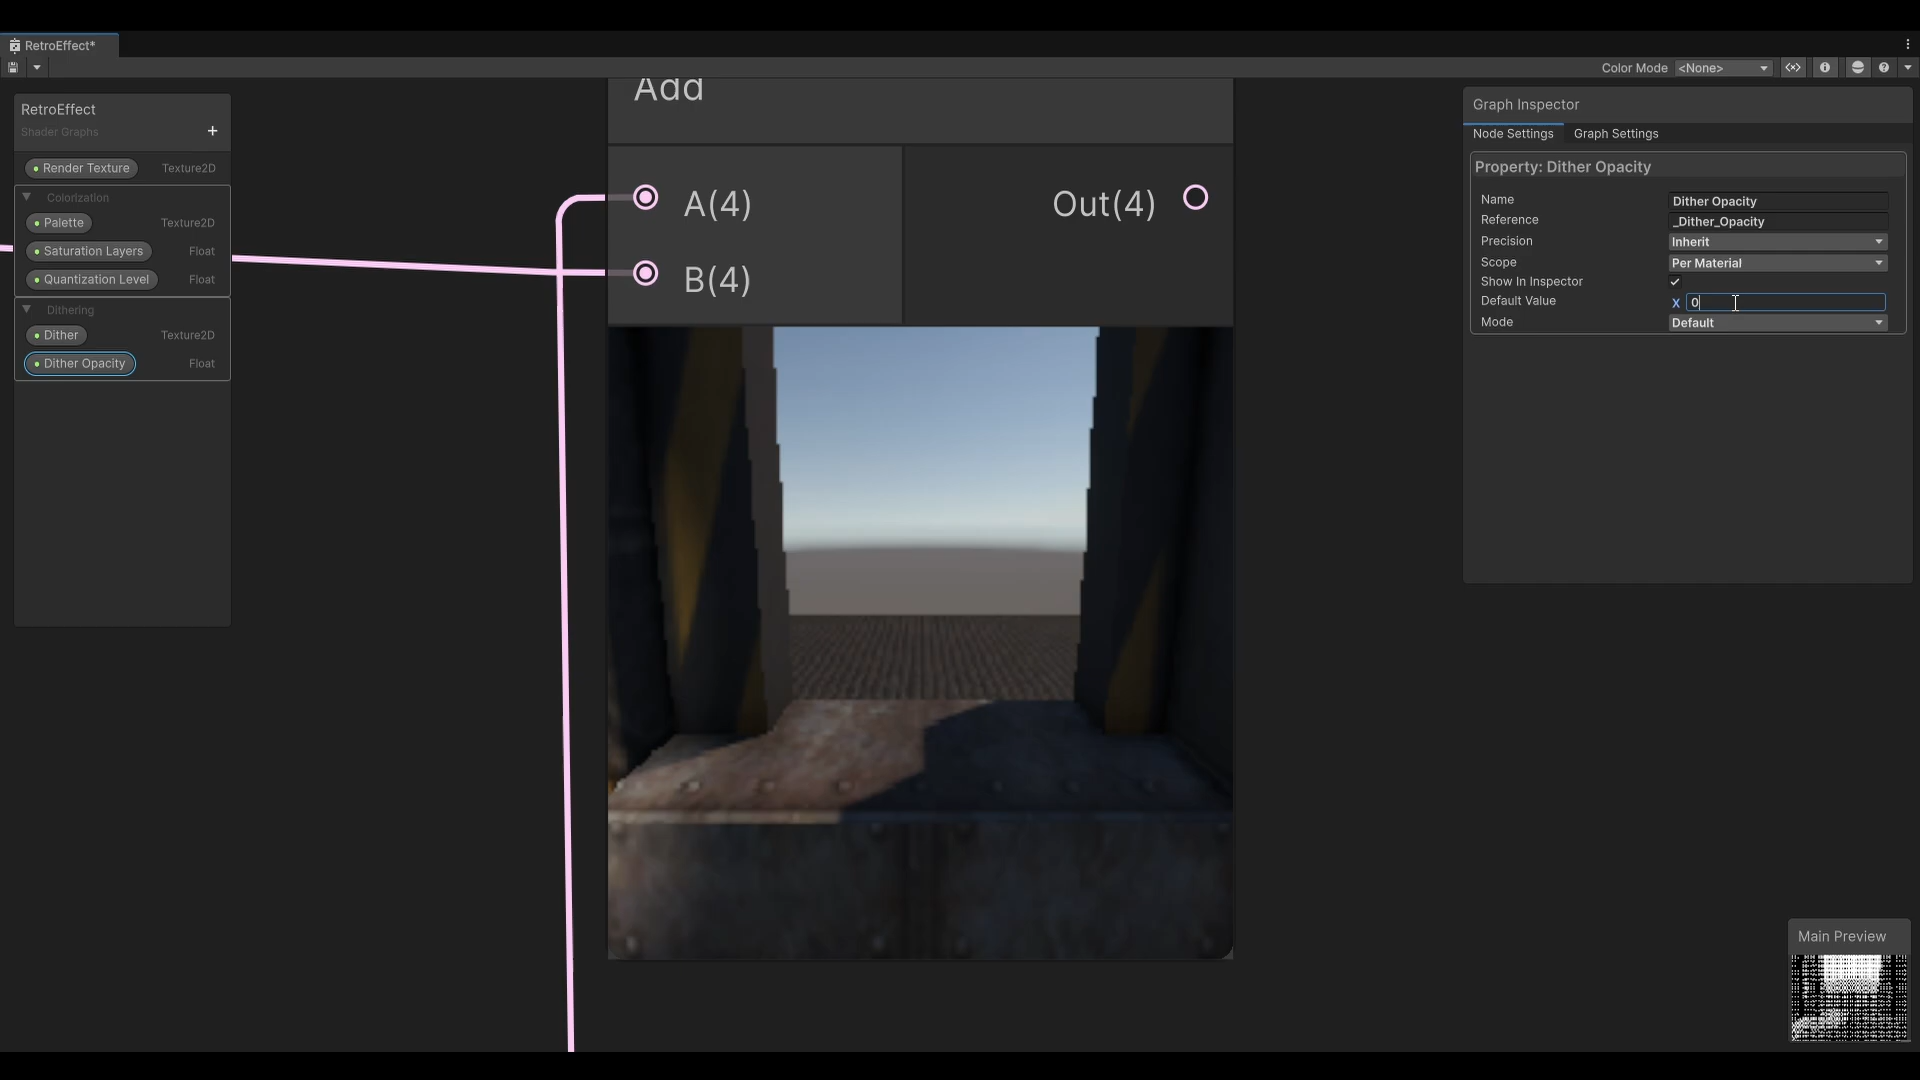 RetroEffect*
Color Mode <None>
RetroEffect
Shader Graphs
+
Render Texture Texture2D
Colorization
Palette Texture2D
Saturation Layers Float
Quantization Level Float
Dithering
Dither Texture2D
Dither Opacity Float
Add
A(4)
Out(4)
B(4)
Graph Inspector
Node Settings Graph Settings
Property: Dither Opacity
Name Dither Opacity
Reference _Dither_Opacity
Precision Inherit
Scope Per Material
Show In Inspector
Default Value X 0
Mode Default
Main Preview